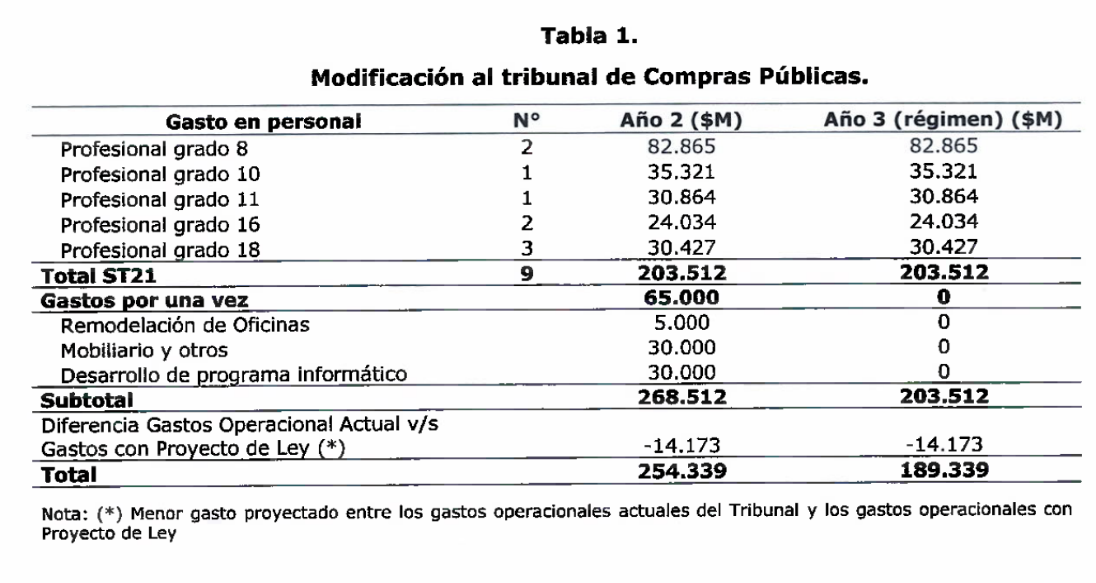 Tabla 1.
Modificación al tribunal de Compras Públicas.
Gasto en personal N° Año 2 ($M) Año 3 (régimen) ($M)
Profesional grado 8 2 82.865 82.865
Profesional grado 10 1 35.321 35.321
Profesional grado 11 1 30.864 30.864
Profesional grado 16 2 24.034 24.034
Profesional grado 18 3 30.427 30.427
Total ST21 9 203.512 203.512
Gastos por una vez 65.000 0
Remodelación de Oficinas 5.000 0
Mobiliario y otros 30.000 0
Desarrollo de programa informático 30.000 0
Subtotal 268.512 203.512
Diferencia Gastos Operacional Actual v/s
Gastos con Proyecto de Ley (*) -14.173 -14.173
Total 254.339 189.339
Nota: (*) Menor gasto proyectado entre los gastos operacionales actuales del Tribunal y los gastos operacionales con
Proyecto de Ley